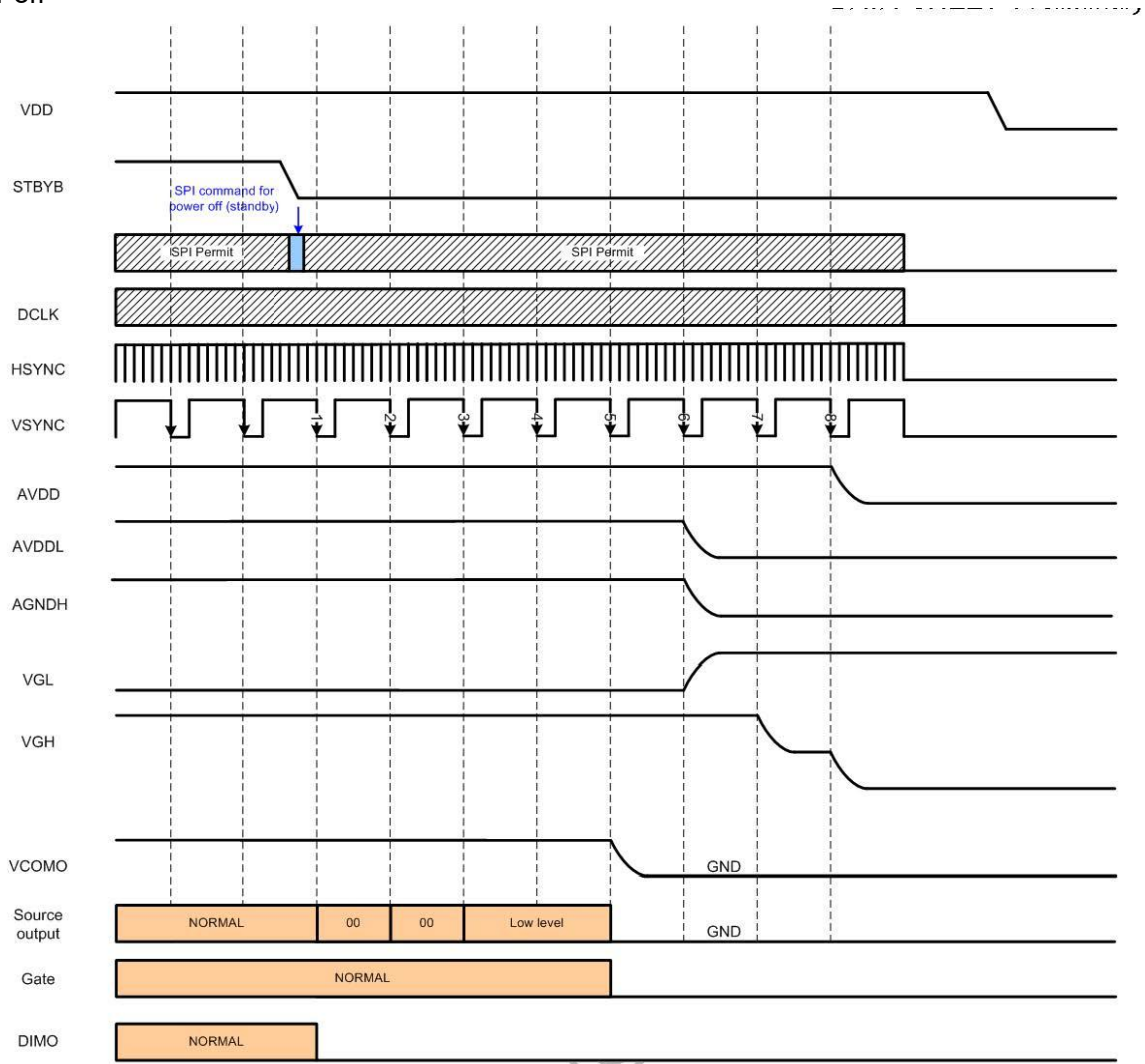 VDD
STBYB
SPI command for
power off (standby)
SPI Permit
SPI Permit
DCLK
HSYNC
VSYNC
1
2
3
4
5
6
7
8
AVDD
AVDDL
AGNDH
VGL
VGH
VCOMO
GND
Source
output
NORMAL
00
00
Low level
GND
Gate
NORMAL
DIMO
NORMAL